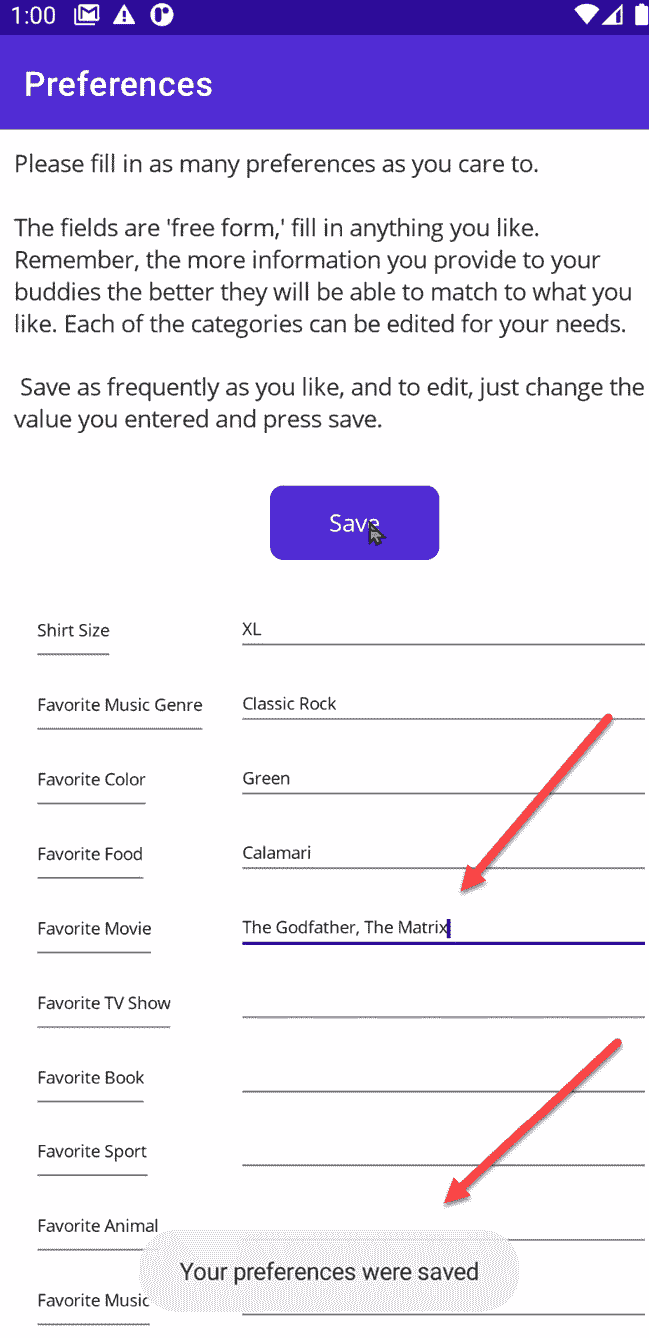 1:00
Preferences
Please fill in as many preferences as you care to.
The fields are 'free form,' fill in anything you like.
Remember, the more information you provide to your
buddies the better they will be able to match to what you
like. Each of the categories can be edited for your needs.
Save as frequently as you like, and to edit, just change the
value you entered and press save.
Save
Shirt Size XL
Favorite Music Genre Classic Rock
Favorite Color Green
Favorite Food Calamari
Favorite Movie The Godfather, The Matrix
Favorite TV Show
Favorite Book
Favorite Sport
Favorite Animal
Your preferences were saved
Favorite Music